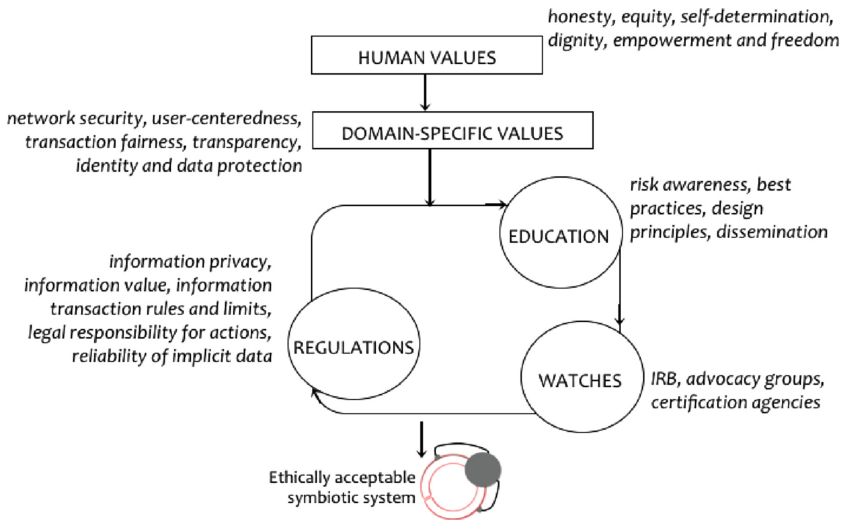 honesty, equity, self-determination,
dignity, empowerment and freedom
HUMAN VALUES
network security, user-centeredness,
transaction fairness, transparency,
identity and data protection
DOMAIN-SPECIFIC VALUES
risk awareness, best
practices, design
principles, dissemination
EDUCATION
information privacy,
information value, information
transaction rules and limits,
legal responsibility for actions,
reliability of implicit data
REGULATIONS
WATCHES
IRB, advocacy groups,
certification agencies
Ethically acceptable
symbiotic system